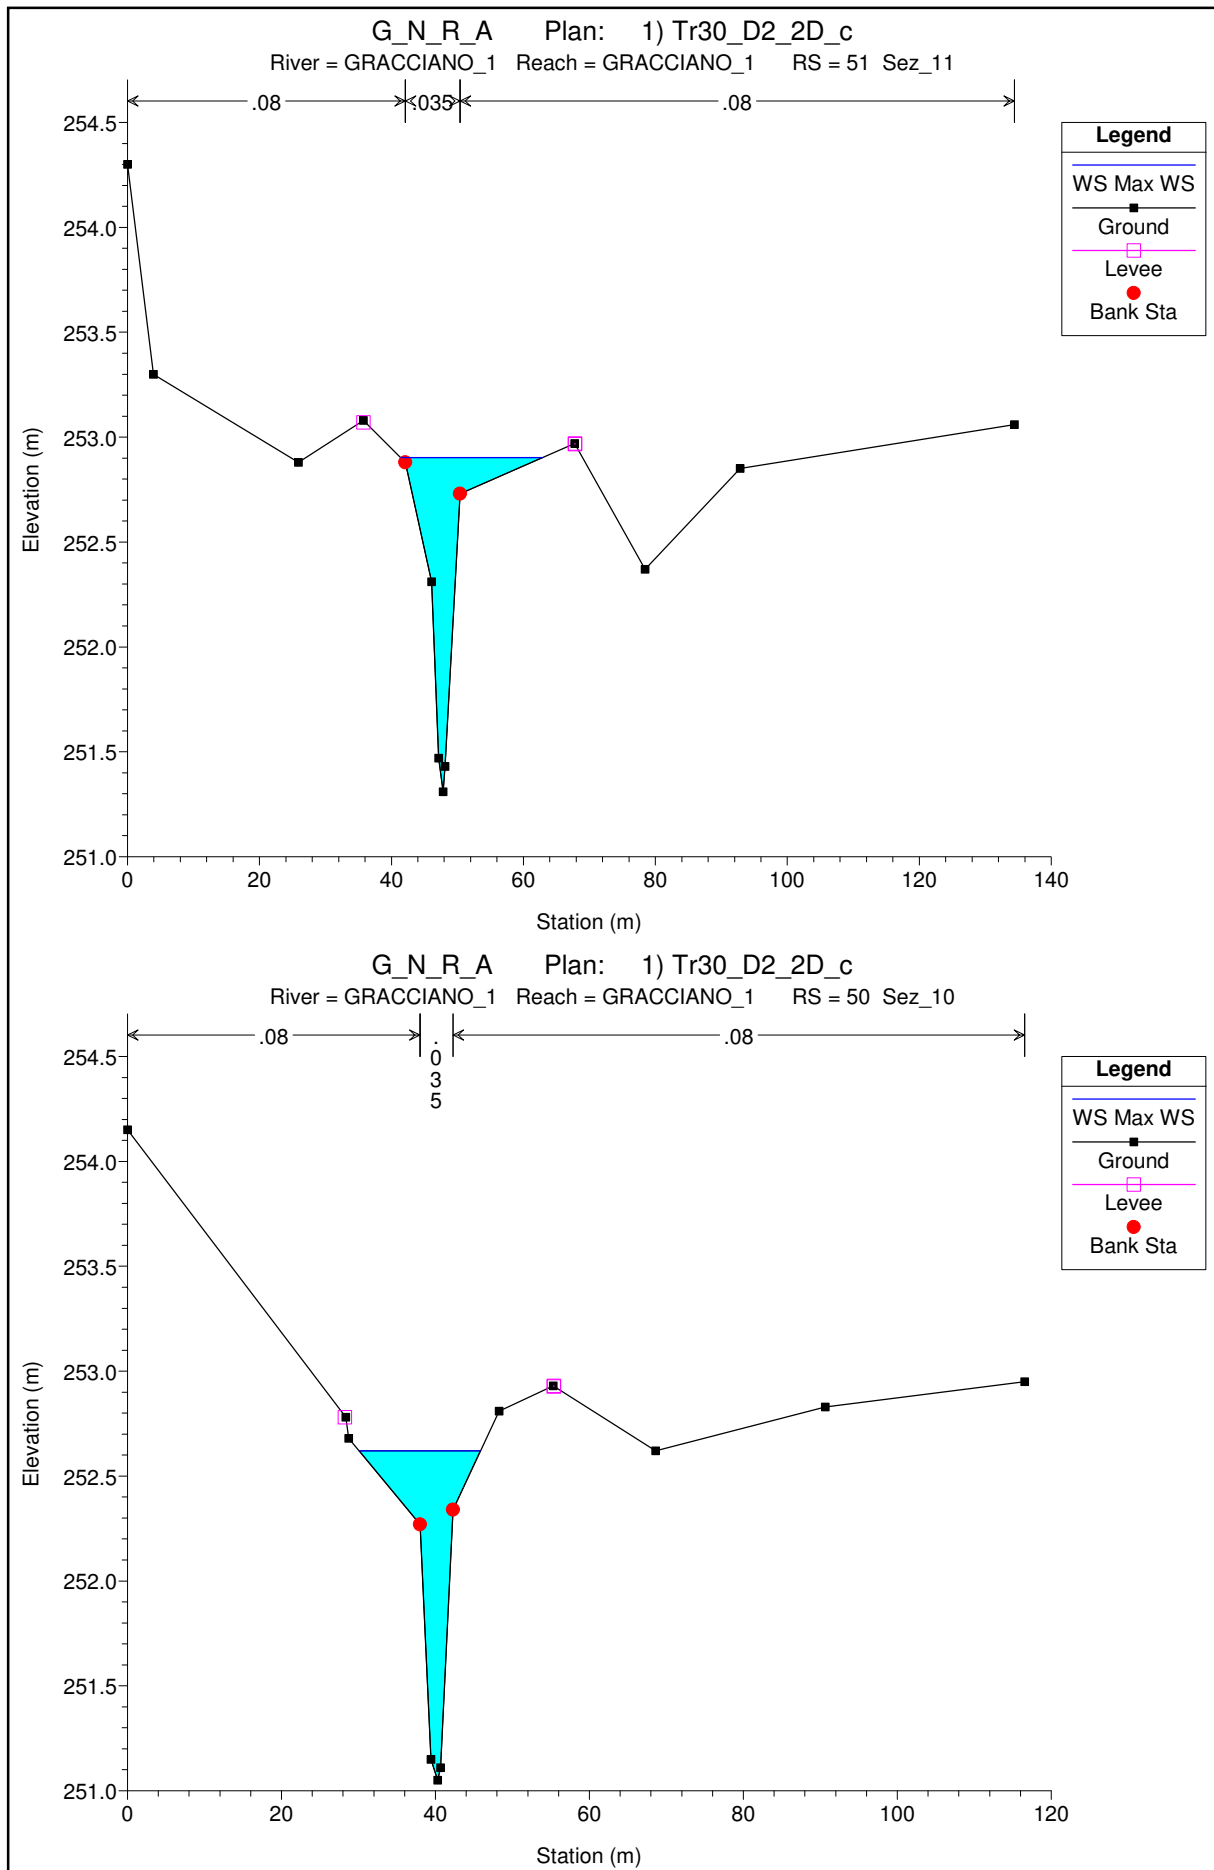 G_N_R_A Plan: 1) Tr30_D2_2D_c
River = GRACCIANO_1 Reach = GRACCIANO_1 RS = 51 Sez_11
.08 .035 .08
254.5
254.0
253.5
253.0
252.5
252.0
251.5
251.0
Elevation (m)
0 20 40 60 80 100 120 140
Station (m)
Legend
WS Max WS
Ground
Levee
Bank Sta
G_N_R_A Plan: 1) Tr30_D2_2D_c
River = GRACCIANO_1 Reach = GRACCIANO_1 RS = 50 Sez_10
.08 .035 .08
254.5
254.0
253.5
253.0
252.5
252.0
251.5
251.0
Elevation (m)
0 20 40 60 80 100 120
Station (m)
Legend
WS Max WS
Ground
Levee
Bank Sta